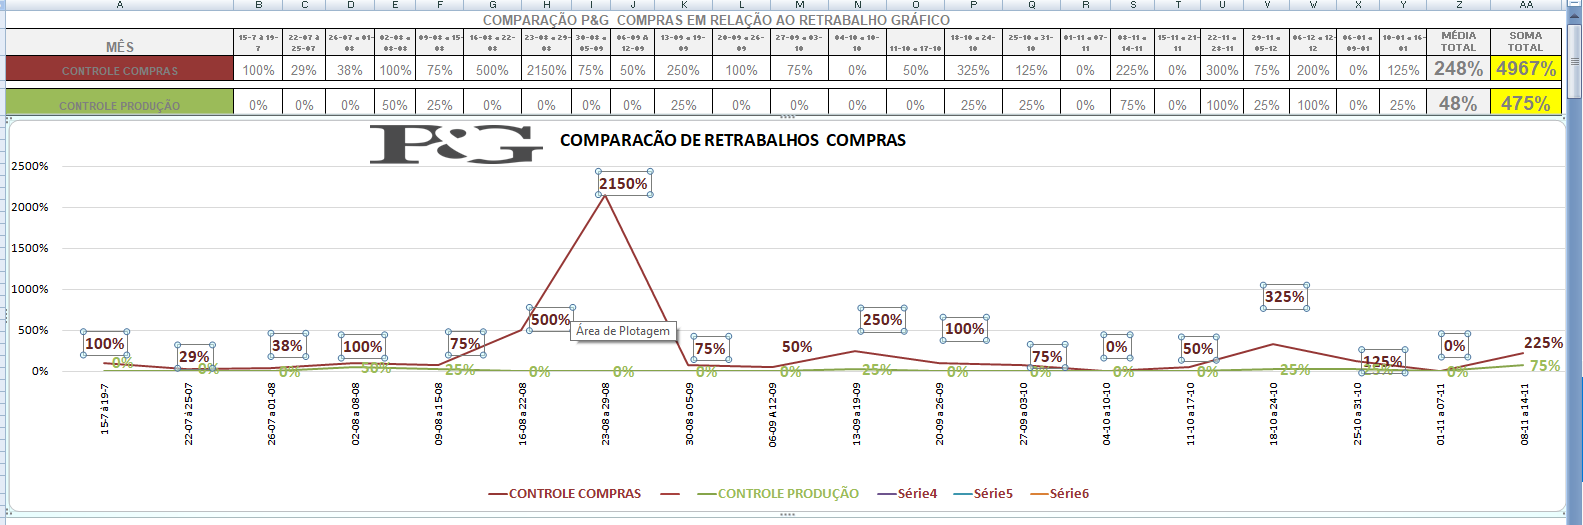 A B C D E F G H I J K L M N O P Q R S T U V W X Y Z AA
COMPARAÇÃO P&G COMPRAS EM RELAÇÃO AO RETRABALHO GRÁFICO
MÊS 15-7 à 19-7 22-07 à 25-07 26-07 a 01-08 02-08 a 08-08 09-08 a 15-08 16-08 a 22-08 23-08 a 29-08 30-08 a 05-09 06-09 A 12-09 13-09 a 19-09 20-09 a 26-09 27-09 a 03-10 04-10 a 10-10 11-10 a 17-10 18-10 a 24-10 25-10 a 31-10 01-11 a 07-11 08-11 a 14-11 15-11 a 21-11 22-11 a 28-11 29-11 a 05-12 06-12 a 12-12 06-01 a 09-01 10-01 a 16-01 MÉDIA TOTAL SOMA TOTAL
CONTROLE COMPRAS 100% 29% 38% 100% 75% 500% 2150% 75% 50% 250% 100% 75% 0% 50% 325% 125% 0% 225% 0% 300% 75% 200% 0% 125% 248% 4967%
CONTROLE PRODUÇÃO 0% 0% 0% 50% 25% 0% 0% 0% 0% 25% 0% 0% 0% 0% 25% 25% 0% 75% 0% 100% 25% 100% 0% 25% 48% 475%
P&G COMPARACÃO DE RETRABALHOS COMPRAS
2500%
2000%
1500%
1000%
500%
0%
100% 29% 38% 100% 75% 500% 2150% 75% 50% 250% 100% 75% 0% 50% 325% 125% 0% 225%
Área de Plotagem
0% 0% 0% 50% 25% 0% 0% 0% 0% 25% 0% 0% 0% 0% 25% 25% 0% 75%
15-7 à 19-7 22-07 à 25-07 26-07 a 01-08 02-08 a 08-08 09-08 a 15-08 16-08 a 22-08 23-08 a 29-08 30-08 a 05-09 06-09 A 12-09 13-09 a 19-09 20-09 a 26-09 27-09 a 03-10 04-10 a 10-10 11-10 a 17-10 18-10 a 24-10 25-10 a 31-10 01-11 a 07-11 08-11 a 14-11
CONTROLE COMPRAS CONTROLE PRODUÇÃO Série4 Série5 Série6